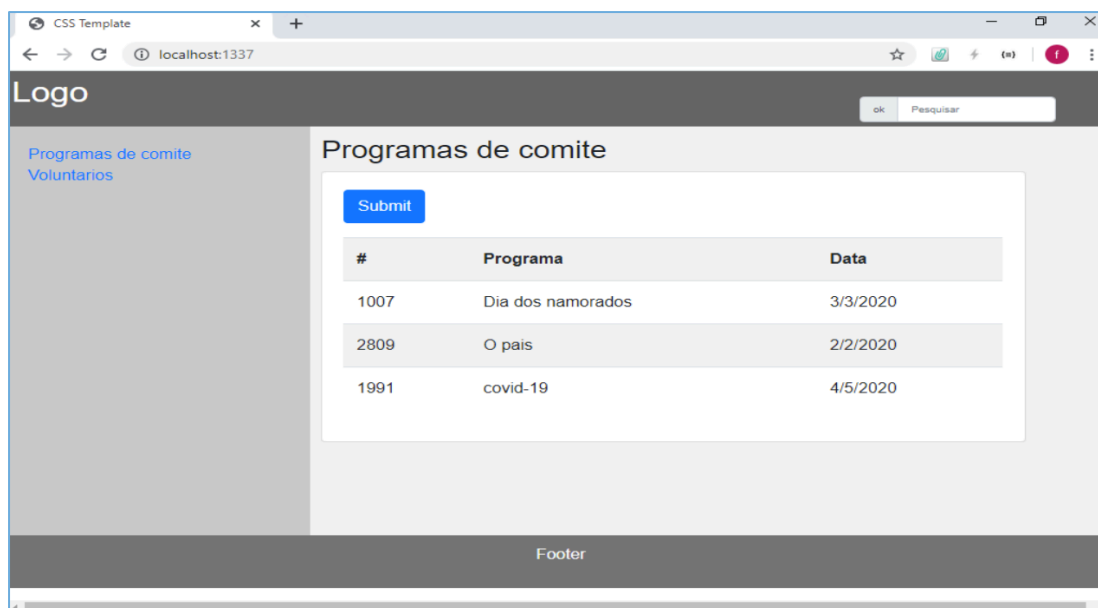 CSS Template
localhost:1337
f
Logo
ok Pesquisar
Programas de comite
Voluntarios
Programas de comite
Submit
# Programa Data
1007 Dia dos namorados 3/3/2020
2809 O pais 2/2/2020
1991 covid-19 4/5/2020
Footer